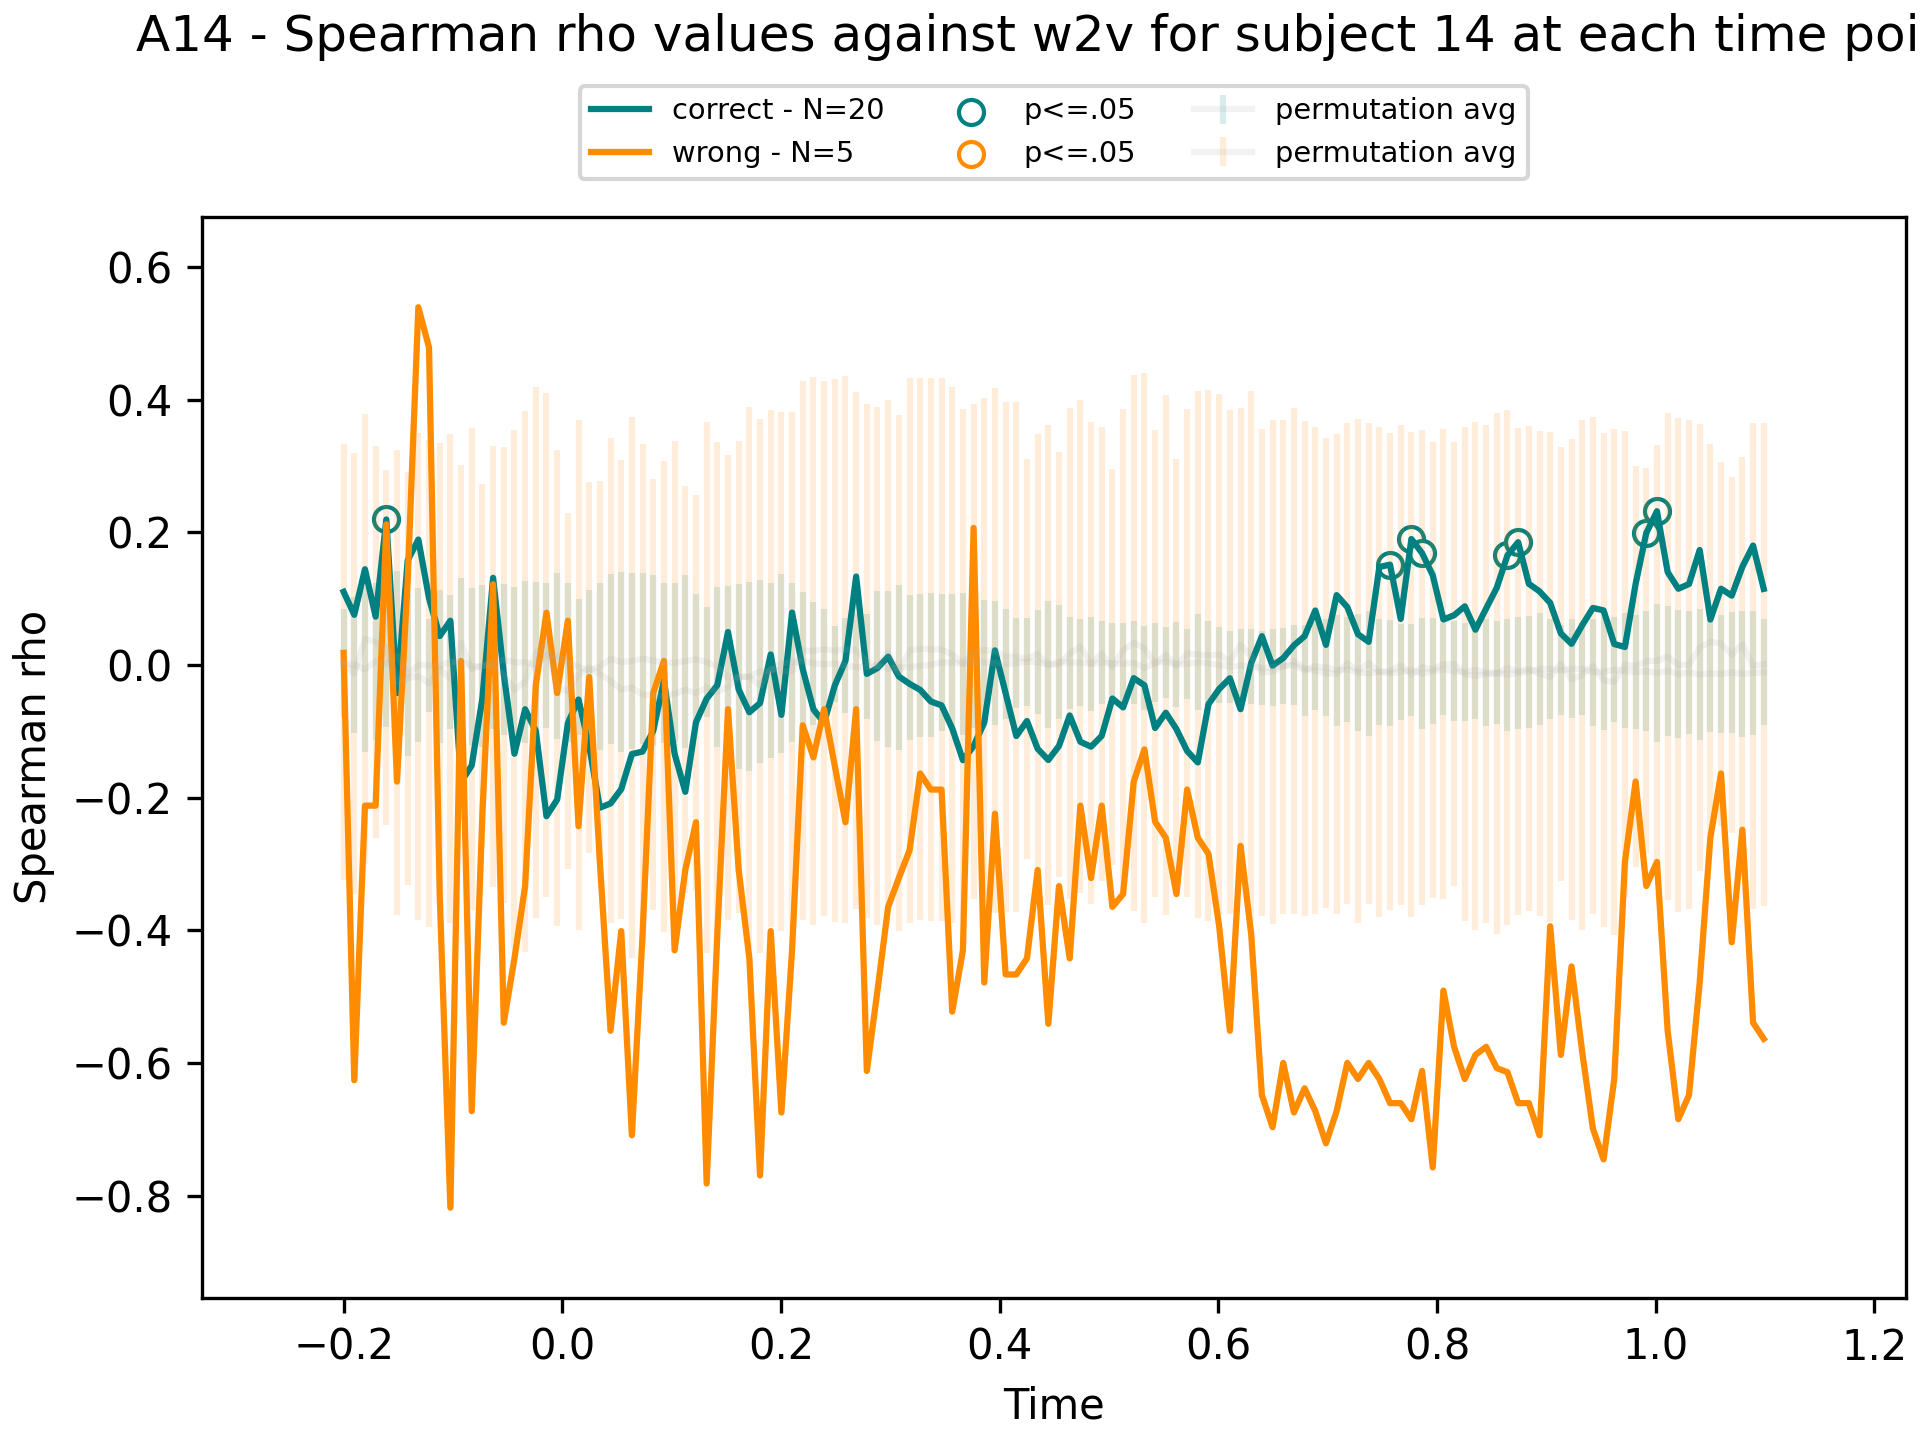 A14 - Spearman rho values against w2v for subject 14 at each time poi
correct - N=20
wrong - N=5
p<=.05
p<=.05
permutation avg
permutation avg
Spearman rho
0.6
0.4
0.2
0.0
−0.2
−0.4
−0.6
−0.8
−0.2
0.0
0.2
0.4
0.6
0.8
1.0
1.2
Time